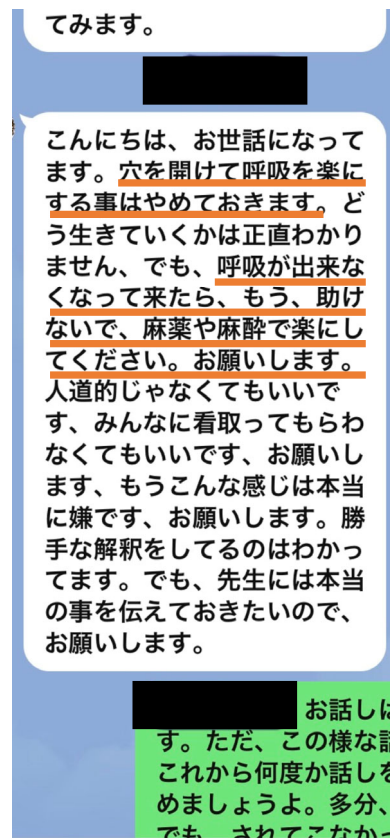 てみます。
こんにちは、お世話になって
ます。穴を開けて呼吸を楽に
する事はやめておきます。ど
う生きていくかは正直わかり
ません、でも、呼吸が出来な
くなって来たら、もう、助け
ないで、麻薬や麻酔で楽にし
てください。お願いします。
人道的じゃなくてもいいで
す、みんなに看取ってもらわ
なくてもいいです、お願いし
ます、もうこんな感じは本当
に嫌です、お願いします。勝
手な解釈をしてるのはわかっ
てます。でも、先生には本当
の事を伝えておきたいので、
お願いします。
お話しは
す。ただ、この様な話
これから何度か話しを
めましょうよ。多分、
でも、されてこなかっ